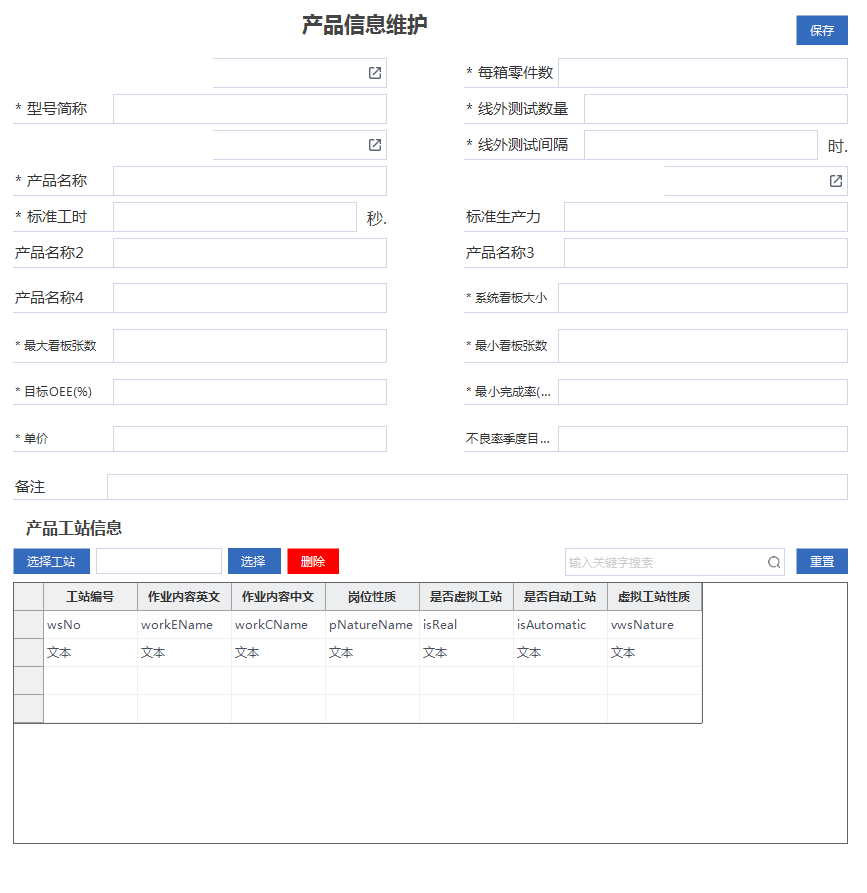 产品信息维护
保存
* 每箱零件数
* 型号简称
* 线外测试数量
* 线外测试间隔 时.
* 产品名称
* 标准工时 秒.
标准生产力
产品名称2
产品名称3
产品名称4
* 系统看板大小
* 最大看板张数
* 最小看板张数
* 目标OEE(%)
* 最小完成率(...
* 单价
不良率季度目...
备注
产品工站信息
选择工站 选择 删除 输入关键字搜索 重置
工站编号 作业内容英文 作业内容中文 岗位性质 是否虚拟工站 是否自动工站 虚拟工站性质
wsNo workEName workCName pNatureName isReal isAutomatic vwsNature
文本 文本 文本 文本 文本 文本 文本